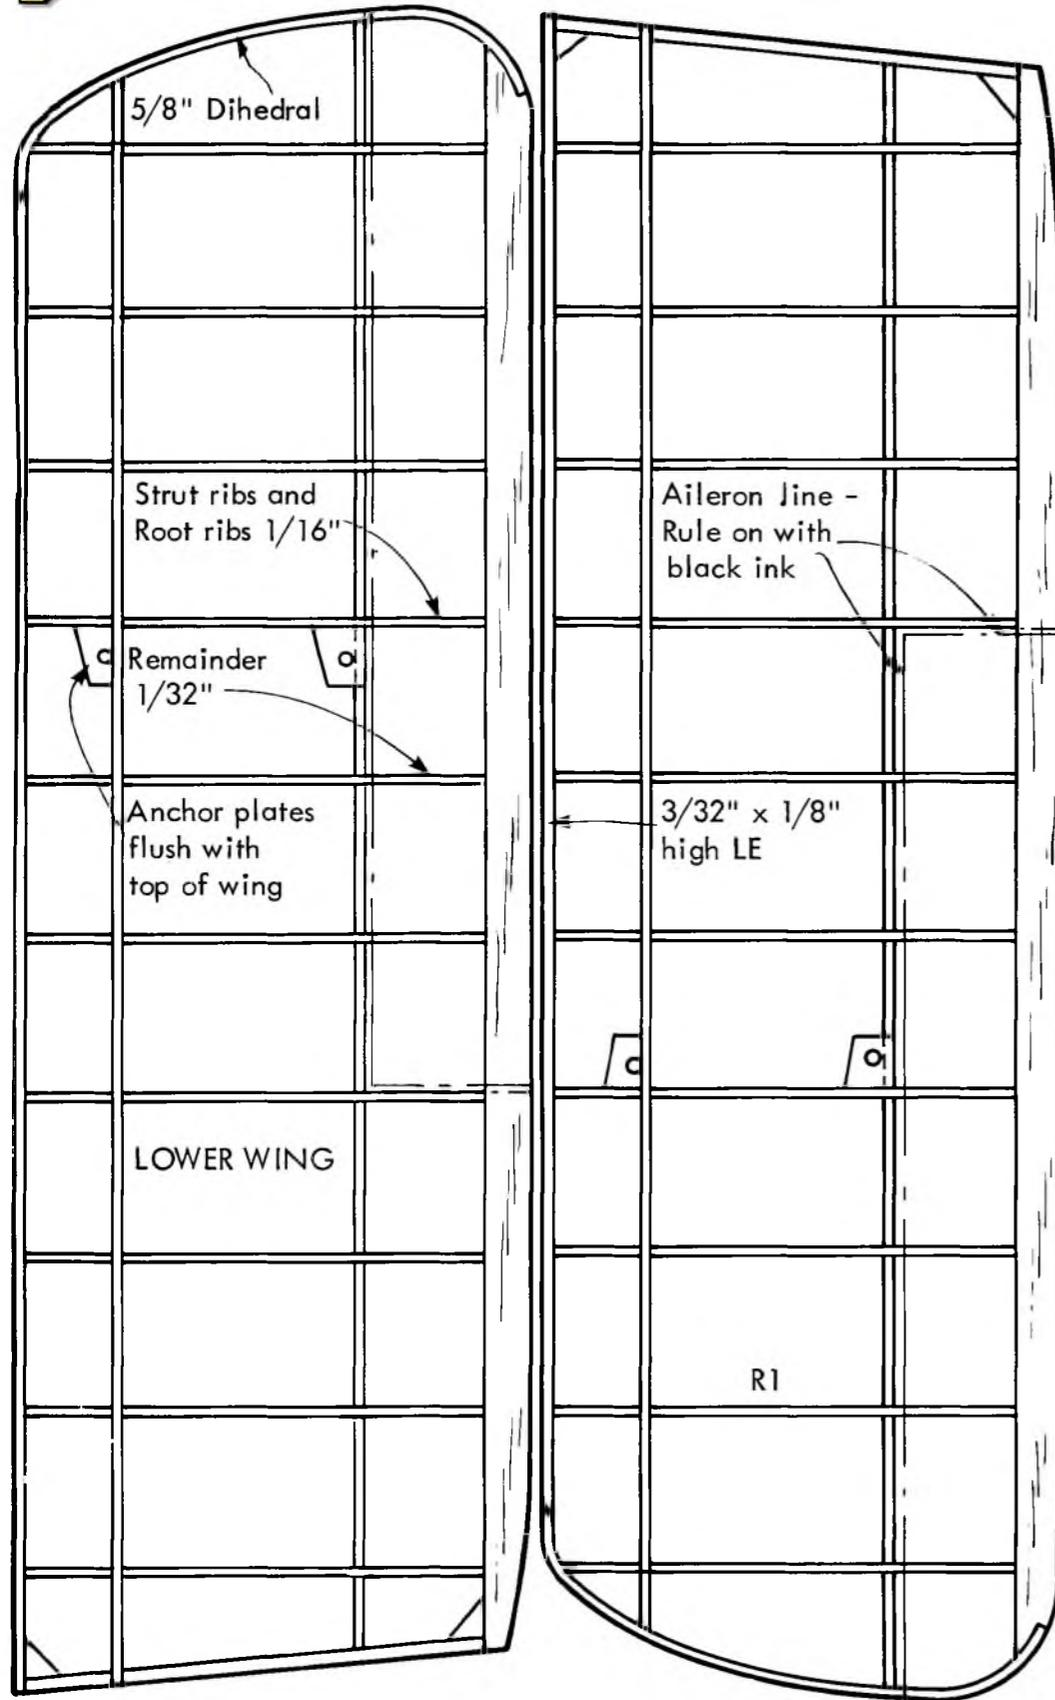 5/8" Dihedral
Strut ribs and
Root ribs 1/16"
Remainder
1/32"
Anchor plates
flush with
top of wing
LOWER WING
Aileron line -
Rule on with
black ink
3/32" x 1/8"
high LE
R1